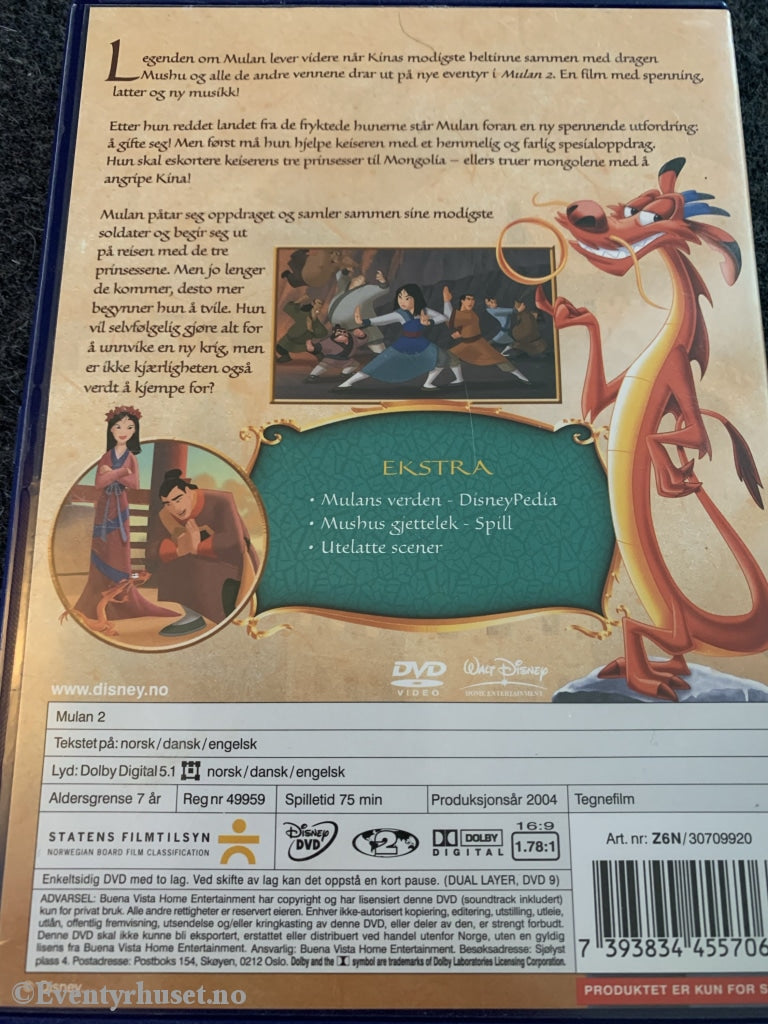 Legenden om Mulan lever videre når Kinas modigste heltinne sammen med dragen
Mushu og alle de andre vennene drar ut på nye eventyr i Mulan 2. En film med spenning,
latter og ny musikk!
Etter hun reddet landet fra de fryktede hunerne står Mulan foran en ny spennende utfordring:
å gifte seg! Men først må hun hjelpe keiseren med et hemmelig og farlig spesialoppdrag.
Hun skal eskortere keiserens tre prinsesser til Mongolia – ellers truer mongolene med å
angripe Kina!
Mulan påtar seg oppdraget og samler sammen sine modigste
soldater og begir seg ut
på reisen med de tre
prinsessene. Men jo lenger
de kommer, desto mer
begynner hun å tvile. Hun
vil selvfølgelig gjøre alt for
å unnvike en ny krig, men
er ikke kjærligheten også
verdt å kjempe for?
EKSTRA
• Mulans verden - DisneyPedia
• Mushus gjettelek - Spill
• Utelatte scener
www.disney.no
DVD
VIDEO
WALT DISNEY
HOME ENTERTAINMENT
Mulan 2
Tekstet på: norsk/dansk/engelsk
Lyd: Dolby Digital 5.1 norsk/dansk/engelsk
Aldersgrense 7 år
Reg nr 49959
Spilletid 75 min
Produksjonsår 2004
Tegnefilm
STATENS FILMTILSYN
NORWEGIAN BOARD FILM CLASSIFICATION
Disney
DVD
2
DOLBY
DIGITAL
16:9
1.78:1
Art. nr: Z6N/30709920
Enkeltsidig DVD med to lag. Ved skifte av lag kan det oppstå en kort pause. (DUAL LAYER, DVD 9)
ADVARSEL: Buena Vista Home Entertainment har copyright og har lisensiert denne DVD (soundtrack inkludert)
kun for privat bruk. Alle andre rettigheter er reservert eieren. Enhver ikke-autorisert kopiering, editering, utstilling, utleie,
utlån, offentlig fremvisning, utsendelse og/eller kringkasting av denne DVD, eller deler av den, er strengt forbudt.
Denne DVD skal ikke kunne bli eksportert, erstattet eller distribuert ved handel utenfor Norge, uten en gyldig
lisens fra Buena Vista Home Entertainment. Ansvarlig: Buena Vista Home Entertainment. Besøksadresse: Sjølyst
plass 4. Postadresse: Postboks 154, Skøyen, 0212 Oslo. Dolby and the symbol are trademarks of Dolby Laboratories Licensing Corporation.
7 393834 455706
© Disney
PRODUKTET ER KUN FOR S
©Eventyrhuset.no